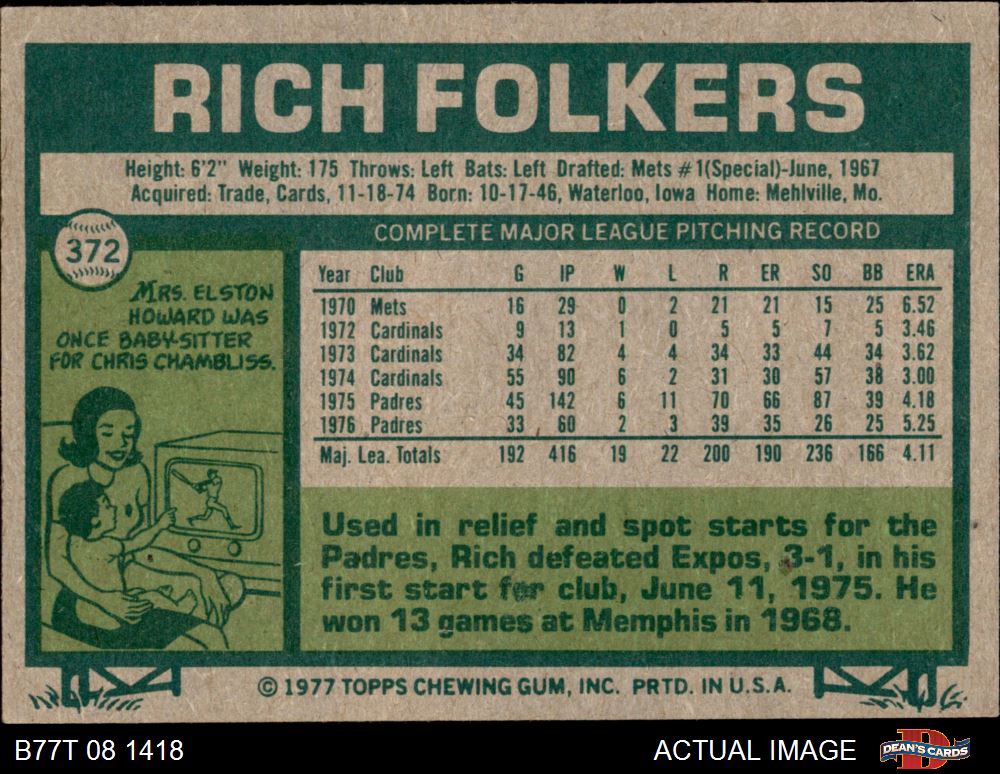 RICH FOLKERS
Height: 6'2" Weight: 175 Throws: Left Bats: Left Drafted: Mets #1(Special)-June, 1967
Acquired: Trade, Cards, 11-18-74 Born: 10-17-46, Waterloo, Iowa Home: Mehlville, Mo.
372
MRS. ELSTON
HOWARD WAS
ONCE BABY-SITTER
FOR CHRIS CHAMBLISS.
COMPLETE MAJOR LEAGUE PITCHING RECORD
Year Club G IP W L R ER SO BB ERA
1970 Mets 16 29 0 2 21 21 15 25 6.52
1972 Cardinals 9 13 1 0 5 5 7 5 3.46
1973 Cardinals 34 82 4 4 34 33 44 34 3.62
1974 Cardinals 55 90 6 2 31 30 57 38 3.00
1975 Padres 45 142 6 11 70 66 87 39 4.18
1976 Padres 33 60 2 3 39 35 26 25 5.25
Maj. Lea. Totals 192 416 19 22 200 190 236 166 4.11
Used in relief and spot starts for the
Padres, Rich defeated Expos, 3-1, in his
first start for club, June 11, 1975. He
won 13 games at Memphis in 1968.
© 1977 TOPPS CHEWING GUM, INC. PRTD. IN U.S.A.
B77T 08 1418
ACTUAL IMAGE
DEAN'S CARDS